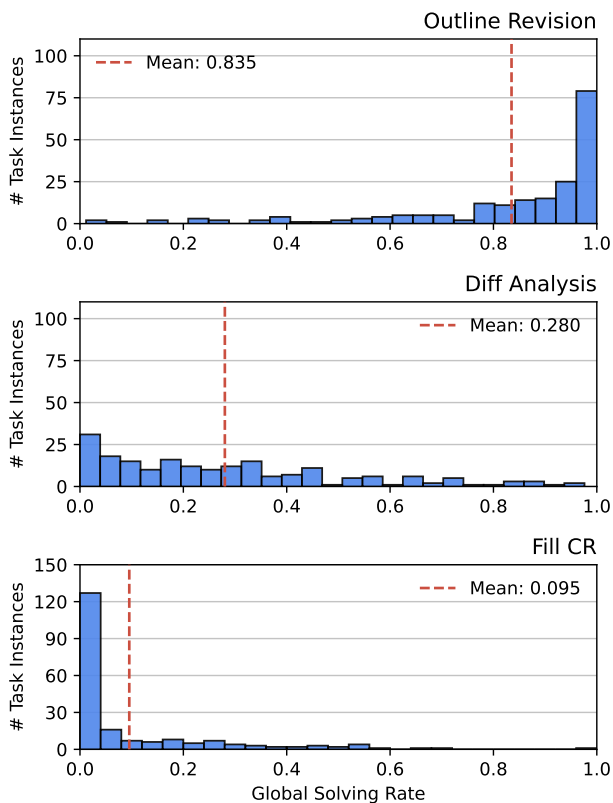 Outline Revision
# Task Instances
100
75
50
25
0
Mean: 0.835
0.0 0.2 0.4 0.6 0.8 1.0
Diff Analysis
# Task Instances
100
75
50
25
0
Mean: 0.280
0.0 0.2 0.4 0.6 0.8 1.0
Fill CR
# Task Instances
150
120
90
60
30
0
Mean: 0.095
0.0 0.2 0.4 0.6 0.8 1.0
Global Solving Rate